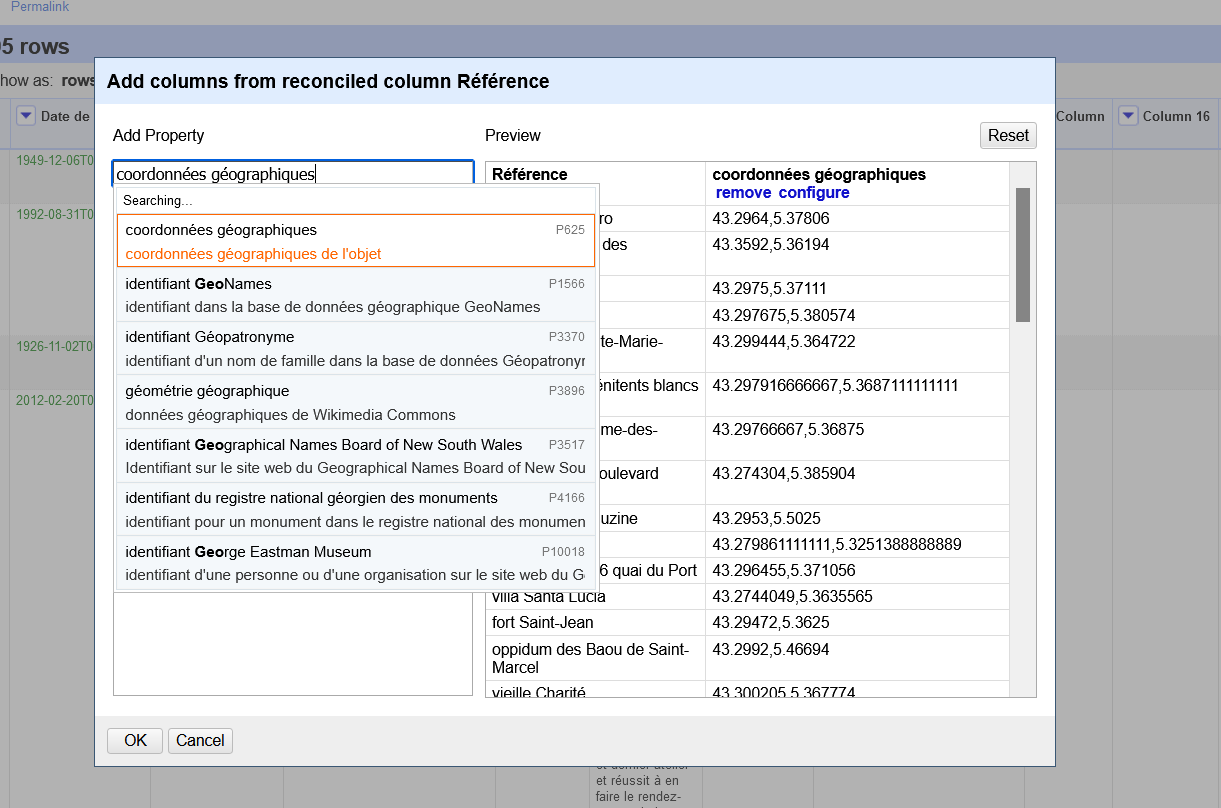 Permalink
5 rows
how as: rows
Date de
Column
Column 16
1949-12-06T0
1992-08-31T0
1926-11-02T0
2012-02-20T0
Add columns from reconciled column Référence
Add Property
Preview
Reset
coordonnées géographiques
Searching...
coordonnées géographiques P625
coordonnées géographiques de l'objet
identifiant GeoNames P1566
identifiant dans la base de données géographique GeoNames
identifiant Géopatronyme P3370
identifiant d'un nom de famille dans la base de données Géopatronyr
géométrie géographique P3896
données géographiques de Wikimedia Commons
identifiant Geographical Names Board of New South Wales P3517
Identifiant sur le site web du Geographical Names Board of New Sou
identifiant du registre national géorgien des monuments P4166
identifiant pour un monument dans le registre national des monumen
identifiant George Eastman Museum P10018
identifiant d'une personne ou d'une organisation sur le site web du G
Référence coordonnées géographiques
remove configure
ro 43.2964,5.37806
des 43.3592,5.36194
43.2975,5.37111
43.297675,5.380574
te-Marie- 43.299444,5.364722
énitents blancs 43.297916666667,5.3687111111111
me-des- 43.29766667,5.36875
oulevard 43.274304,5.385904
uzine 43.2953,5.5025
43.279861111111,5.3251388888889
6 quai du Port 43.296455,5.371056
villa Santa Lucia 43.2744049,5.3635565
fort Saint-Jean 43.29472,5.3625
oppidum des Baou de Saint- 43.2992,5.46694
Marcel
vieille Charité 43.300205,5.367774
OK
Cancel
et dernier atelier
et réussit à en
faire le rendez-